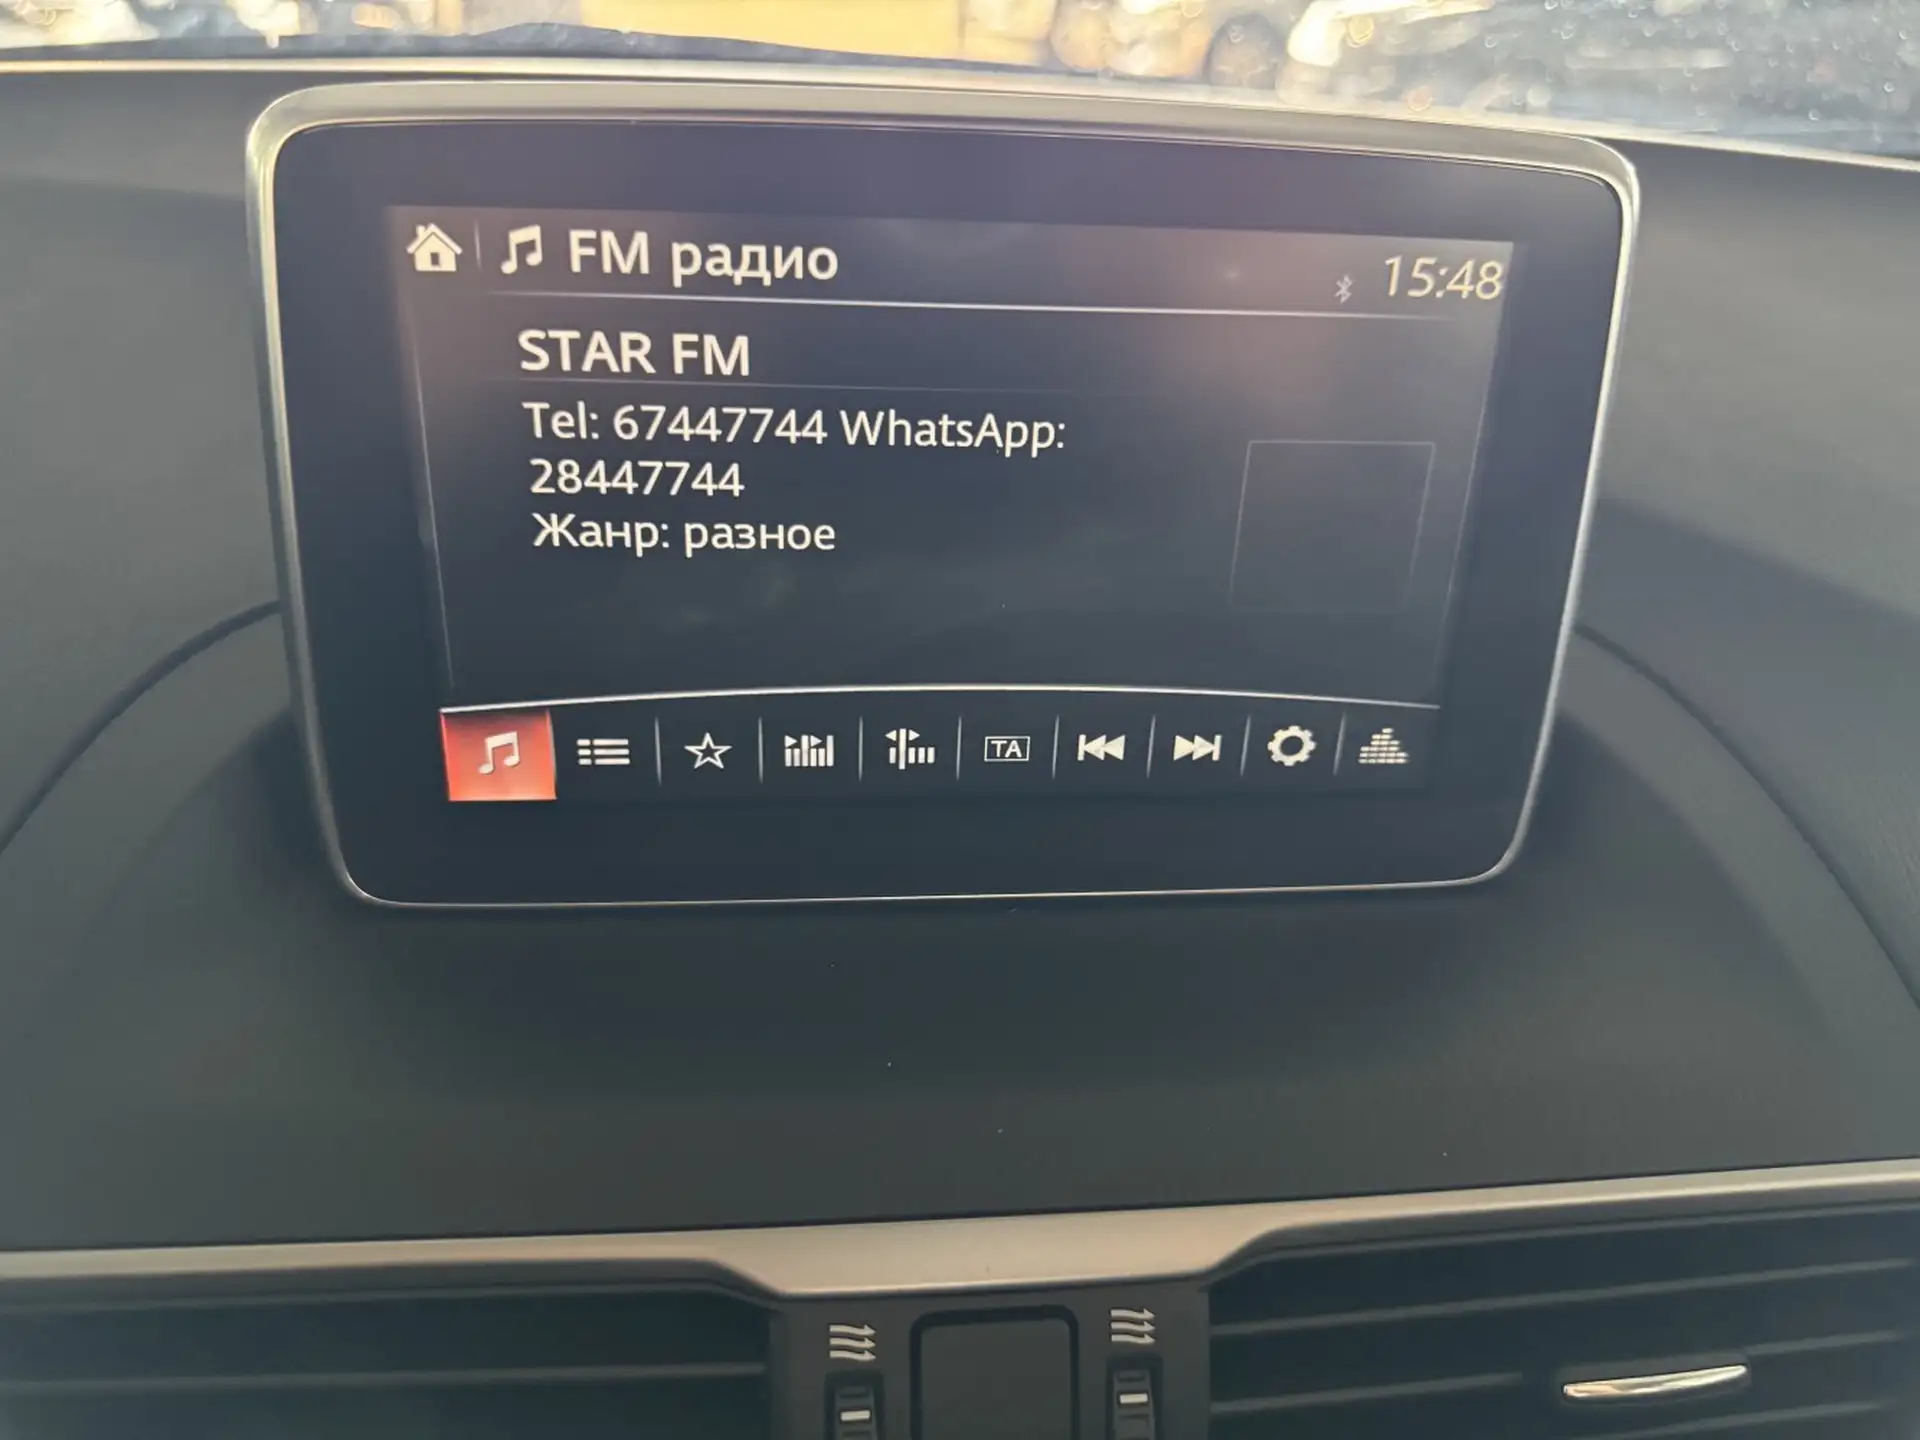 FM радио
15:48
STAR FM
Tel: 67447744 WhatsApp:
28447744
Жанр: разное
TA